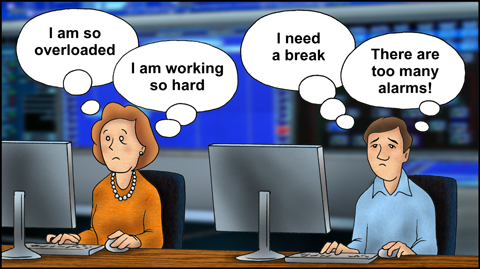 I am so
overloaded
I am working
so hard
I need
a break
There are
too many
alarms!